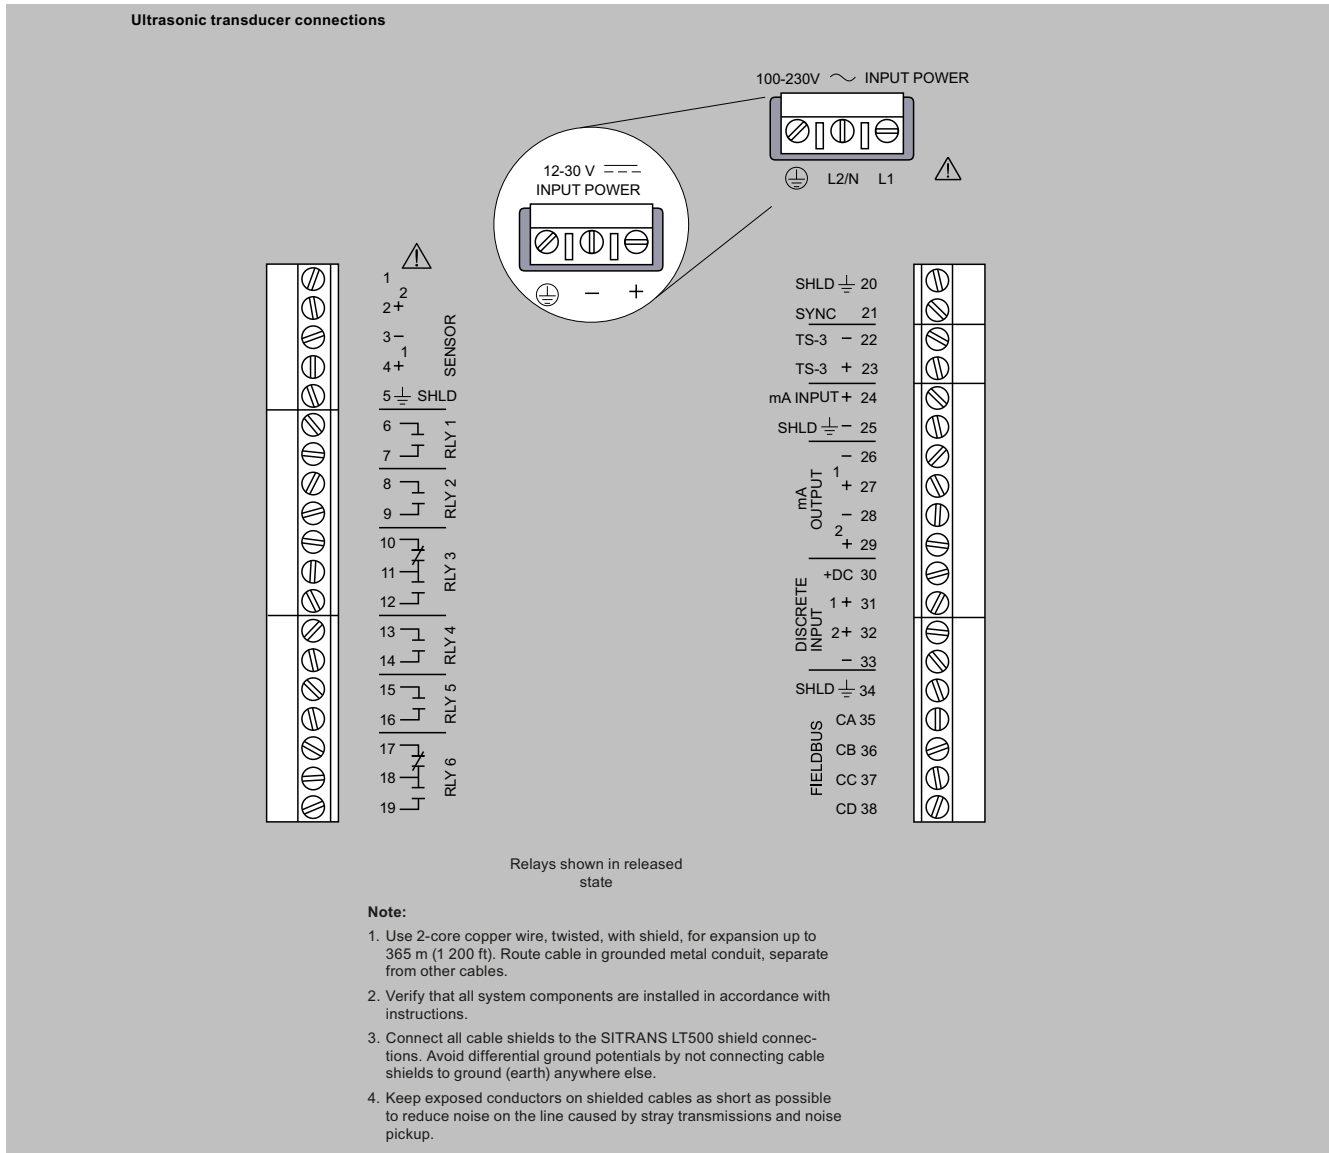 Ultrasonic transducer connections
100-230V INPUT POWER
L2/N L1
12-30 V
INPUT POWER
− +
1
2
2 +
3 −
1
4 +
5 SHLD
SENSOR
6
7
RLY 1
8
9
RLY 2
10
11
12
RLY 3
13
14
RLY 4
15
16
RLY 5
17
18
19
RLY 6
SHLD 20
SYNC 21
TS-3 − 22
TS-3 + 23
mA INPUT + 24
SHLD − 25
− 26
1
+ 27
− 28
2
+ 29
mA
OUTPUT
+DC 30
1 + 31
2 + 32
− 33
DISCRETE
INPUT
SHLD 34
CA 35
CB 36
CC 37
CD 38
FIELDBUS
Relays shown in released
state
Note:
1. Use 2-core copper wire, twisted, with shield, for expansion up to
365 m (1 200 ft). Route cable in grounded metal conduit, separate
from other cables.
2. Verify that all system components are installed in accordance with
instructions.
3. Connect all cable shields to the SITRANS LT500 shield connec-
tions. Avoid differential ground potentials by not connecting cable
shields to ground (earth) anywhere else.
4. Keep exposed conductors on shielded cables as short as possible
to reduce noise on the line caused by stray transmissions and noise
pickup.